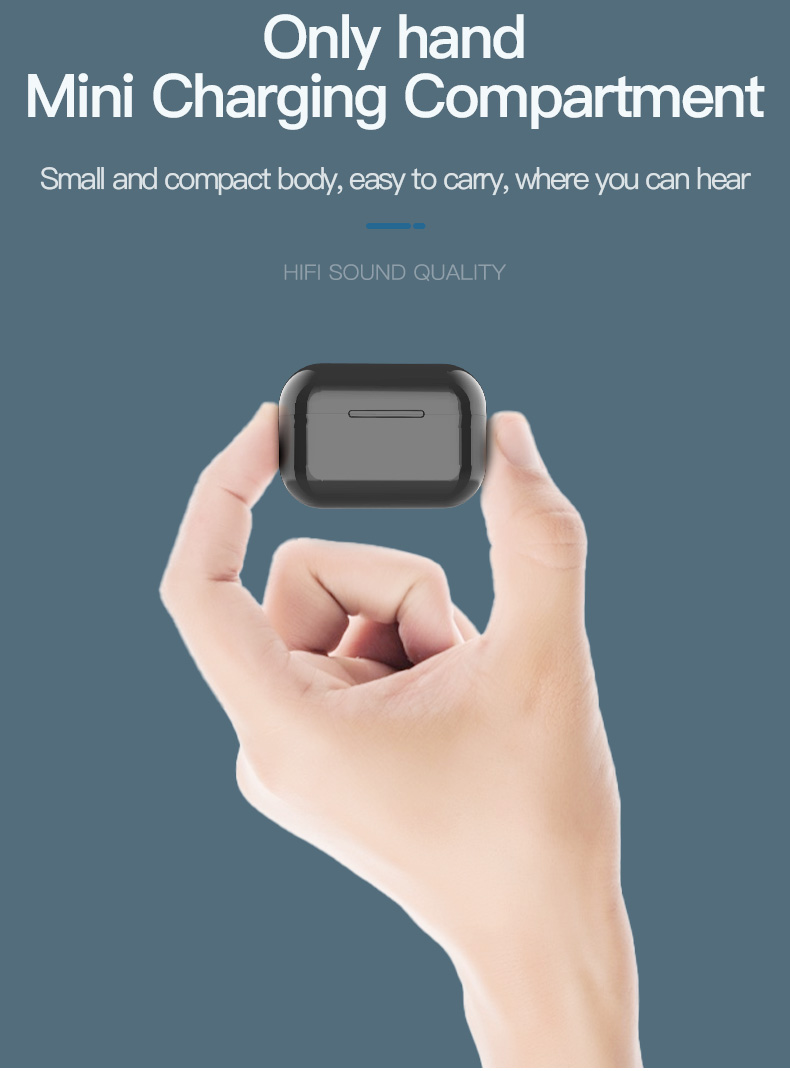 Only hand
Mini Charging Compartment
Small and compact body, easy to carry, where you can hear
HIFI SOUND QUALITY